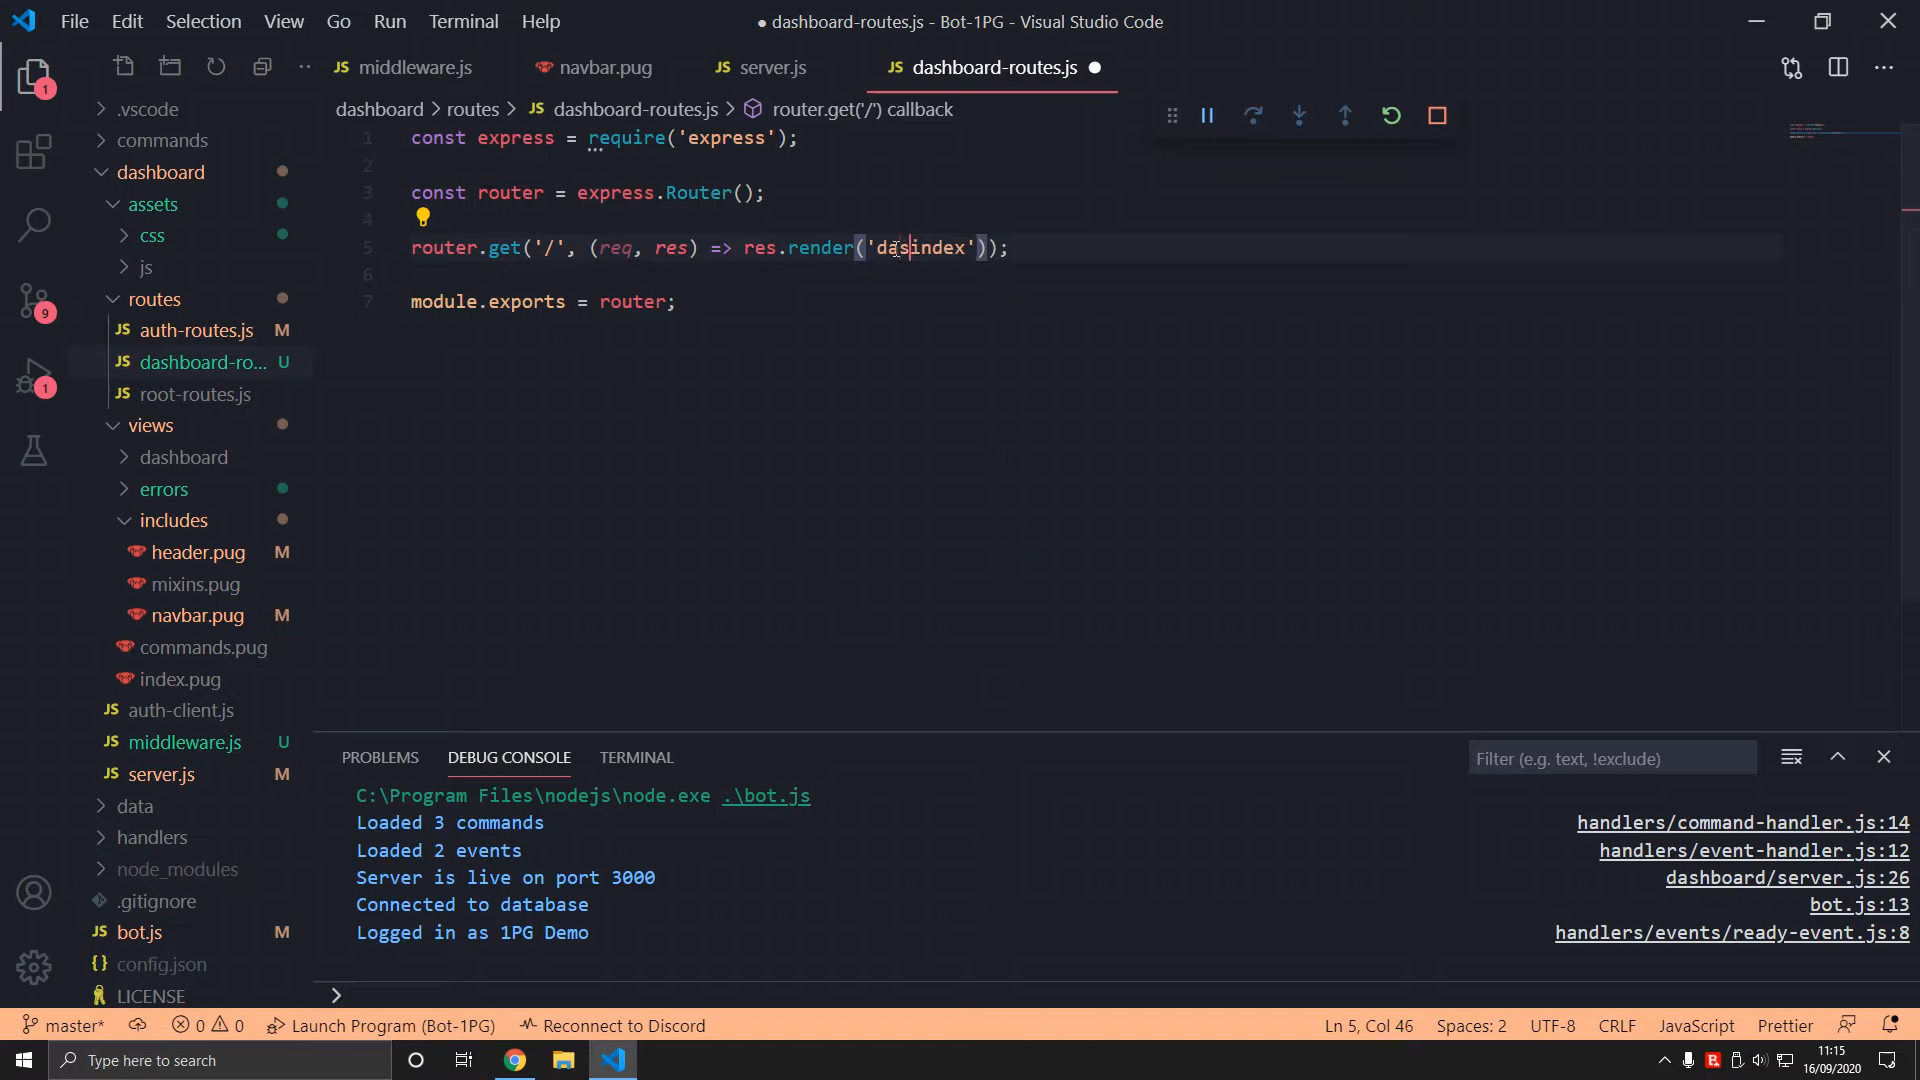 File Edit Selection View Go Run Terminal Help
● dashboard-routes.js - Bot-1PG - Visual Studio Code
JS middleware.js navbar.pug JS server.js JS dashboard-routes.js ●
dashboard > routes > JS dashboard-routes.js > router.get('/') callback
1
1
9
1
.vscode
commands
dashboard
assets
css
js
routes
JS auth-routes.js M
JS dashboard-ro... U
JS root-routes.js
views
dashboard
errors
includes
header.pug M
mixins.pug
navbar.pug M
commands.pug
index.pug
JS auth-client.js
JS middleware.js U
JS server.js M
data
handlers
node_modules
.gitignore
JS bot.js M
{} config.json
LICENSE
1 const express = require('express');
2
3 const router = express.Router();
4
5 router.get('/', (req, res) => res.render('dasindex'));
6
7 module.exports = router;
PROBLEMS DEBUG CONSOLE TERMINAL
Filter (e.g. text, !exclude)
C:\Program Files\nodejs\node.exe .\bot.js
Loaded 3 commands handlers/command-handler.js:14
Loaded 2 events handlers/event-handler.js:12
Server is live on port 3000 dashboard/server.js:26
Connected to database bot.js:13
Logged in as 1PG Demo handlers/events/ready-event.js:8
>
master* 0 0 Launch Program (Bot-1PG) Reconnect to Discord
Ln 5, Col 46 Spaces: 2 UTF-8 CRLF JavaScript Prettier
Type here to search
11:15
16/09/2020